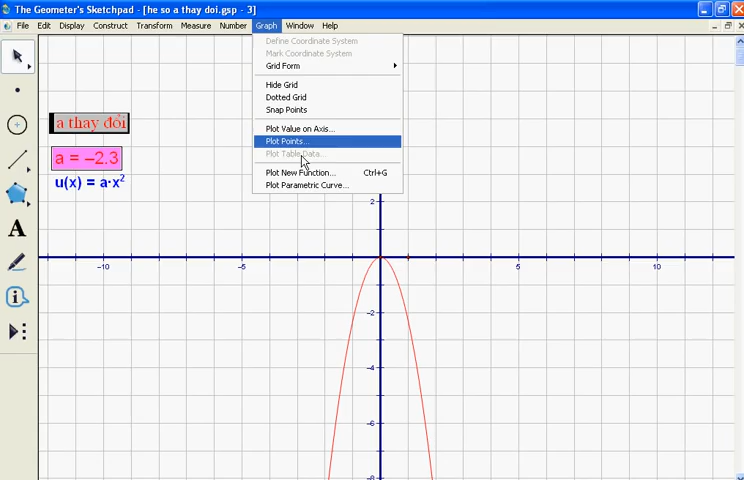 The Geometer's Sketchpad - [he so a thay doi.gsp - 3]
File Edit Display Construct Transform Measure Number Graph Window Help
Define Coordinate System
Mark Coordinate System
Grid Form
Hide Grid
Dotted Grid
Snap Points
Plot Value on Axis...
Plot Points...
Plot Table Data...
Plot New Function... Ctrl+G
Plot Parametric Curve...
a thay đổi
a = –2.3
u(x) = a·x²
A
i
2
-10 -5 5 10
-2
-4
-6
-8